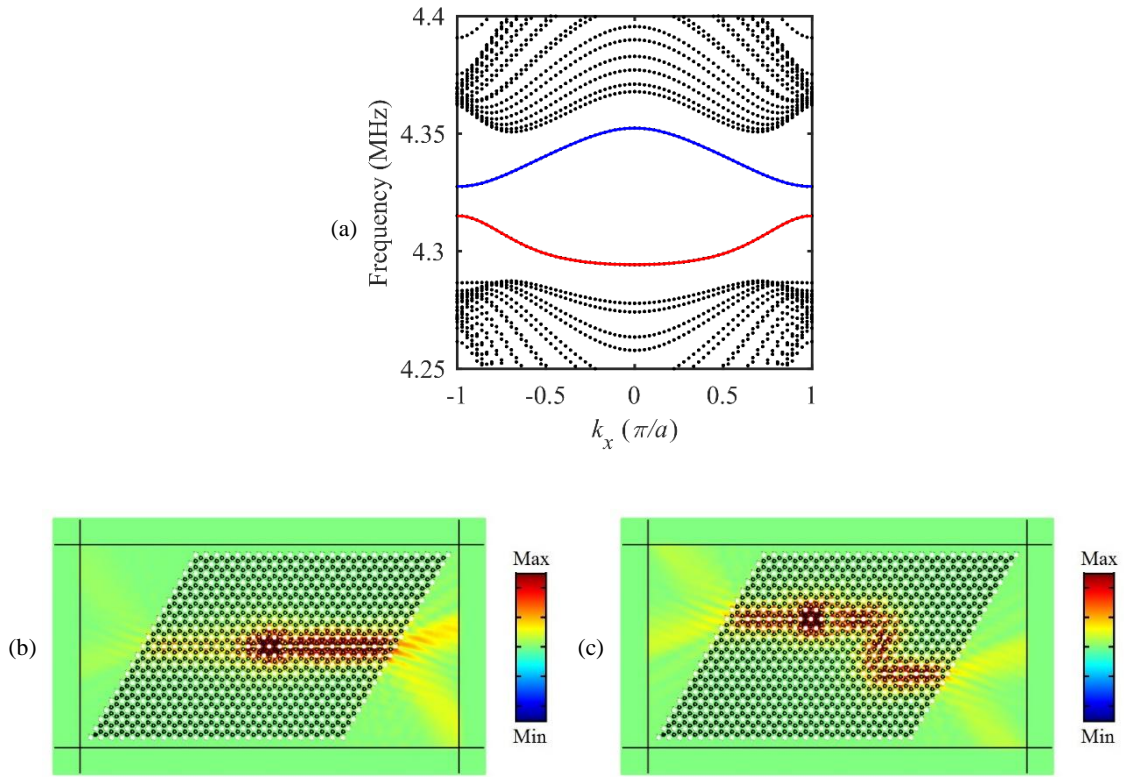 4.4
4.35
(a)
Frequency (MHz)
4.3
4.25
-1 -0.5 0 0.5 1
k_x (π/a)
(b)
Max
Min
(c)
Max
Min